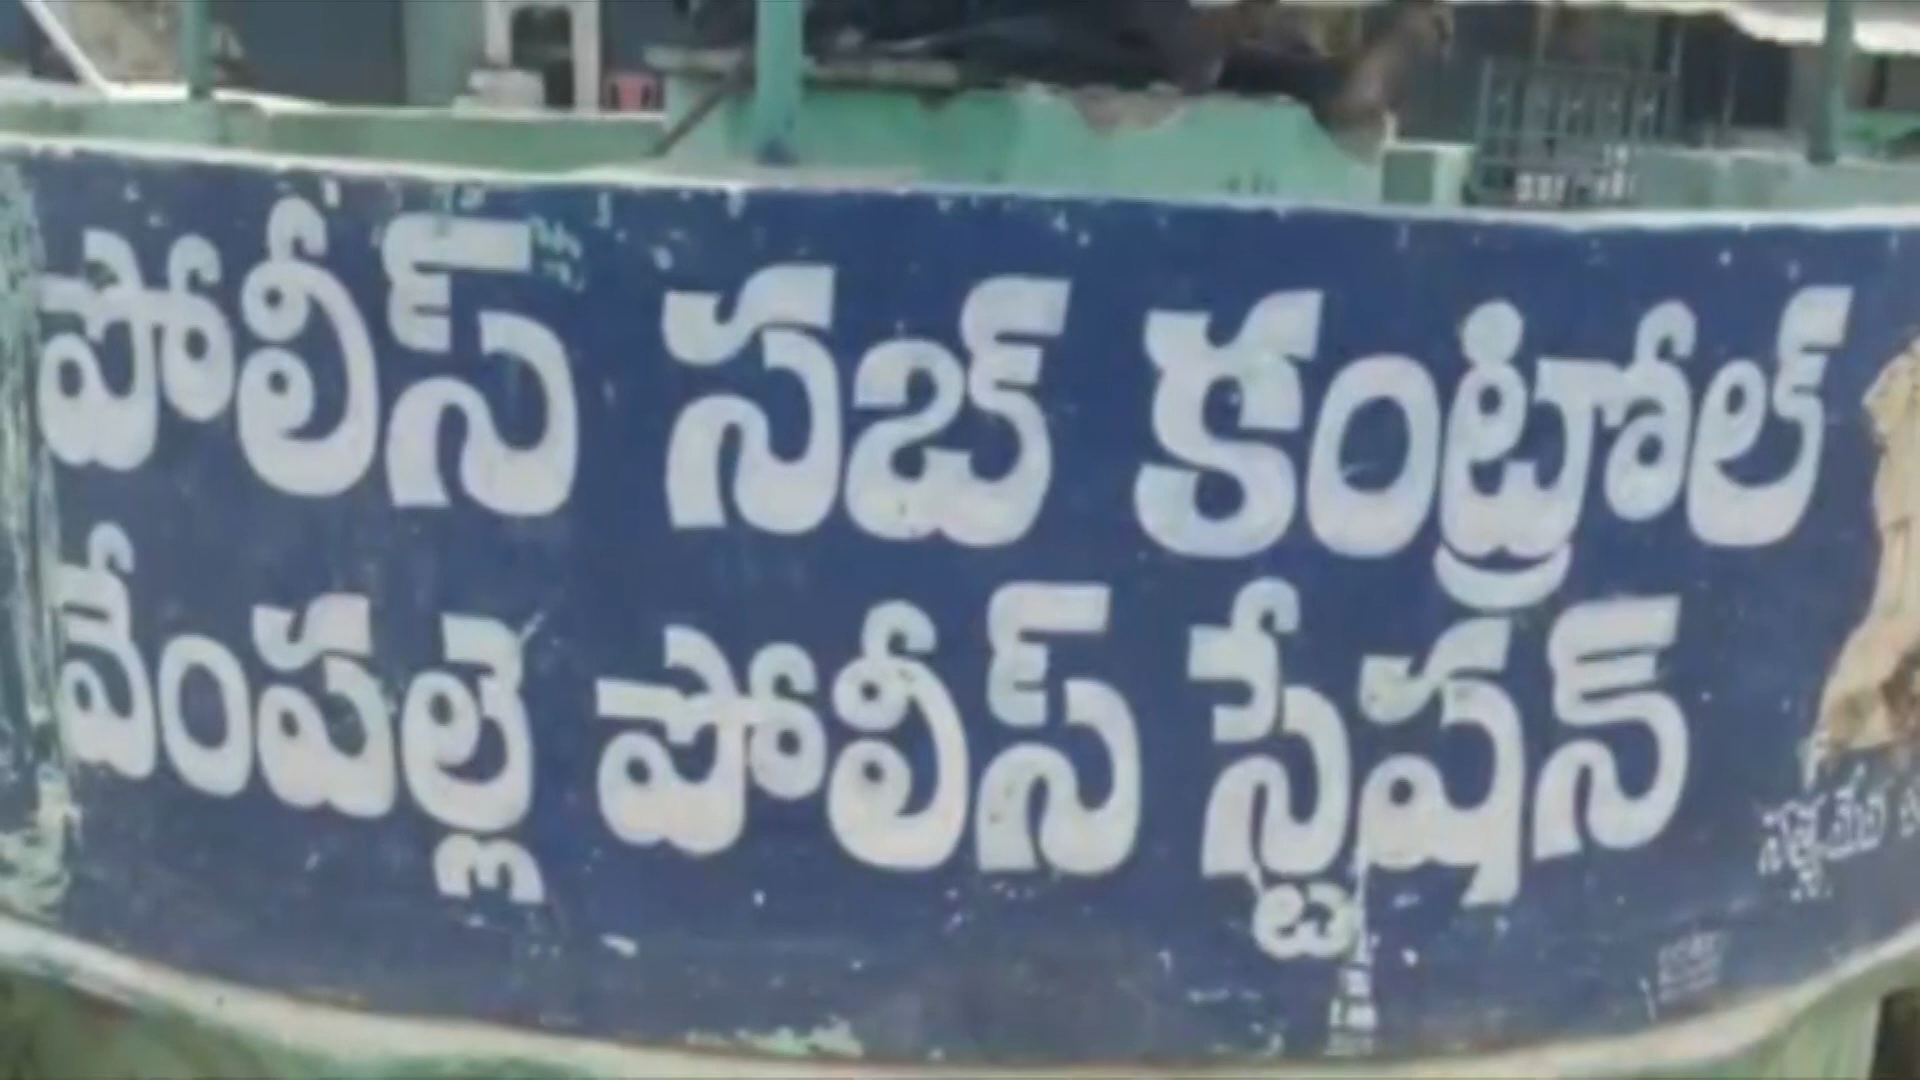 పోలీస్ సబ్ కంట్రోల్
వేంపల్లె పోలీస్ స్టేషన్